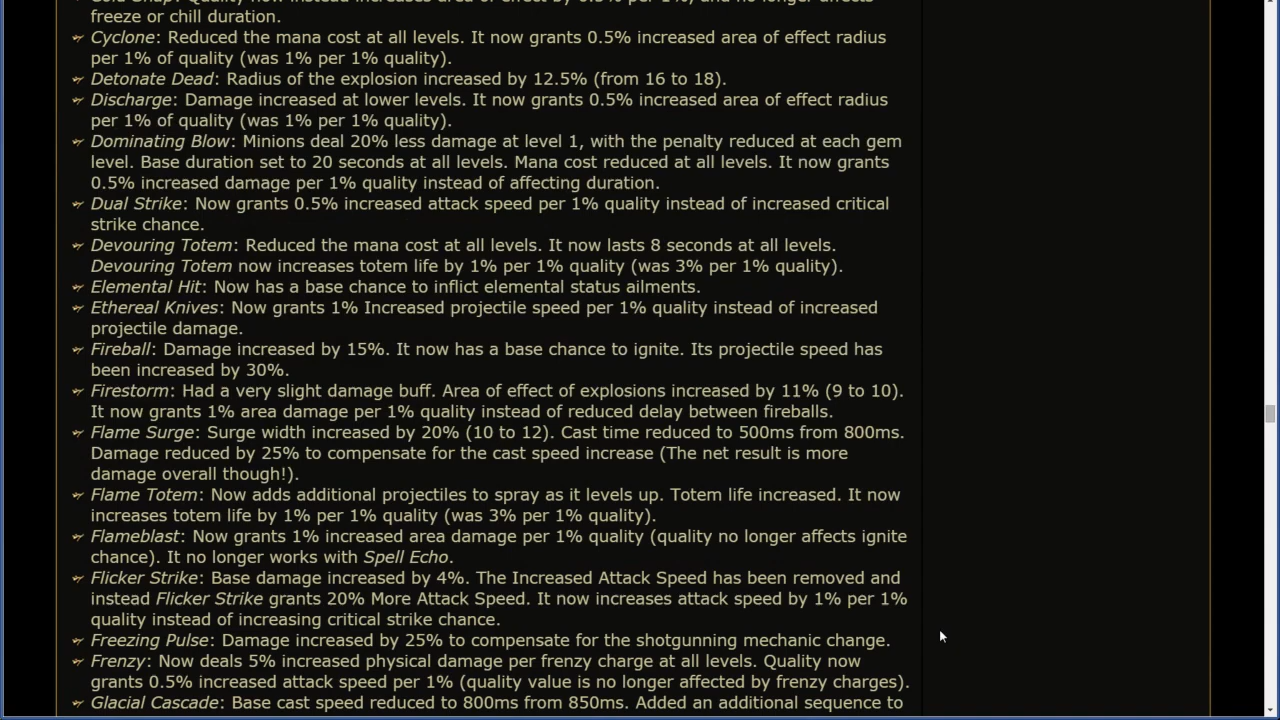 Cold Snap: Quality now instead increases area of effect by 0.5% per 1%, and no longer affects
freeze or chill duration.
Cyclone: Reduced the mana cost at all levels. It now grants 0.5% increased area of effect radius
per 1% of quality (was 1% per 1% quality).
Detonate Dead: Radius of the explosion increased by 12.5% (from 16 to 18).
Discharge: Damage increased at lower levels. It now grants 0.5% increased area of effect radius
per 1% of quality (was 1% per 1% quality).
Dominating Blow: Minions deal 20% less damage at level 1, with the penalty reduced at each gem
level. Base duration set to 20 seconds at all levels. Mana cost reduced at all levels. It now grants
0.5% increased damage per 1% quality instead of affecting duration.
Dual Strike: Now grants 0.5% increased attack speed per 1% quality instead of increased critical
strike chance.
Devouring Totem: Reduced the mana cost at all levels. It now lasts 8 seconds at all levels.
Devouring Totem now increases totem life by 1% per 1% quality (was 3% per 1% quality).
Elemental Hit: Now has a base chance to inflict elemental status ailments.
Ethereal Knives: Now grants 1% Increased projectile speed per 1% quality instead of increased
projectile damage.
Fireball: Damage increased by 15%. It now has a base chance to ignite. Its projectile speed has
been increased by 30%.
Firestorm: Had a very slight damage buff. Area of effect of explosions increased by 11% (9 to 10).
It now grants 1% area damage per 1% quality instead of reduced delay between fireballs.
Flame Surge: Surge width increased by 20% (10 to 12). Cast time reduced to 500ms from 800ms.
Damage reduced by 25% to compensate for the cast speed increase (The net result is more
damage overall though!).
Flame Totem: Now adds additional projectiles to spray as it levels up. Totem life increased. It now
increases totem life by 1% per 1% quality (was 3% per 1% quality).
Flameblast: Now grants 1% increased area damage per 1% quality (quality no longer affects ignite
chance). It no longer works with Spell Echo.
Flicker Strike: Base damage increased by 4%. The Increased Attack Speed has been removed and
instead Flicker Strike grants 20% More Attack Speed. It now increases attack speed by 1% per 1%
quality instead of increasing critical strike chance.
Freezing Pulse: Damage increased by 25% to compensate for the shotgunning mechanic change.
Frenzy: Now deals 5% increased physical damage per frenzy charge at all levels. Quality now
grants 0.5% increased attack speed per 1% (quality value is no longer affected by frenzy charges).
Glacial Cascade: Base cast speed reduced to 800ms from 850ms. Added an additional sequence to